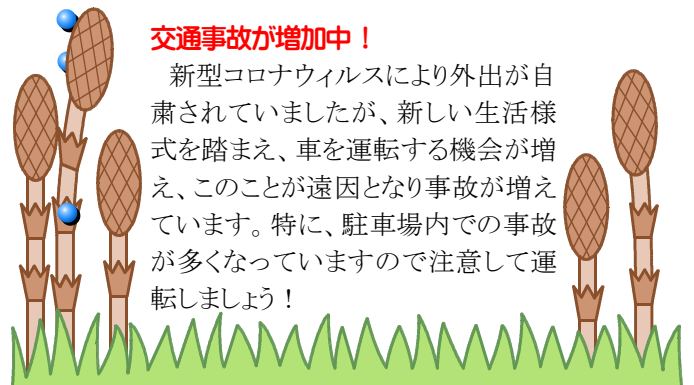 交通事故が増加中！
　新型コロナウィルスにより外出が自
粛されていましたが、新しい生活様
式を踏まえ、車を運転する機会が増
え、このことが遠因となり事故が増え
ています。特に、駐車場内での事故
が多くなっていますので注意して運
転しましょう！